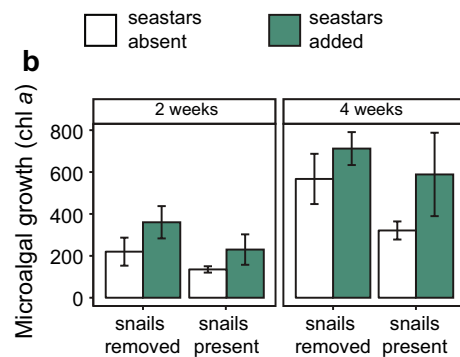 seastars absent
seastars added
b
Microalgal growth (chl a)
2 weeks
4 weeks
800
600
400
200
0
snails removed
snails present
snails removed
snails present